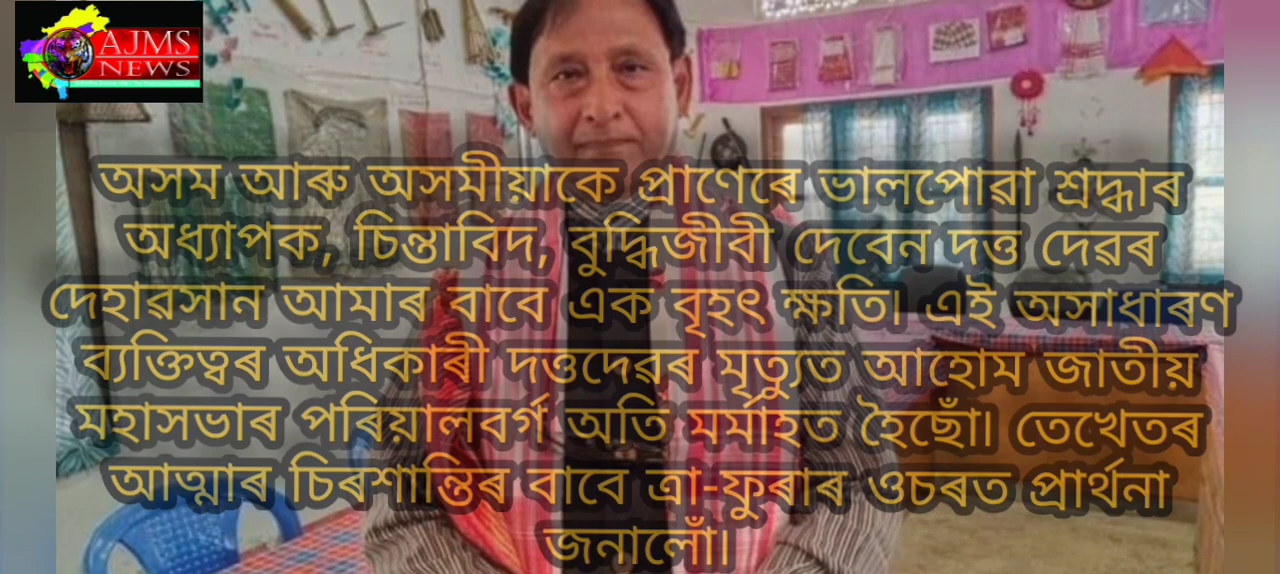 AJMS
NEWS
অসম আৰু অসমীয়াকে প্ৰাণেৰে ভালপোৱা শ্ৰদ্ধাৰ
অধ্যাপক, চিন্তাবিদ, বুদ্ধিজীবী দেবেন দত্ত দেৱৰ
দেহাৱসান আমাৰ বাবে এক বৃহৎ ক্ষতি৷ এই অসাধাৰণ
ব্যক্তিত্বৰ অধিকাৰী দত্তদেৱৰ মৃত্যুত আহোম জাতীয়
মহাসভাৰ পৰিয়ালবৰ্গ অতি মৰ্মাহত হৈছোঁ৷ তেখেতৰ
আত্মাৰ চিৰশান্তিৰ বাবে ত্ৰা-ফুৰাৰ ওচৰত প্ৰাৰ্থনা
জনালোঁ৷